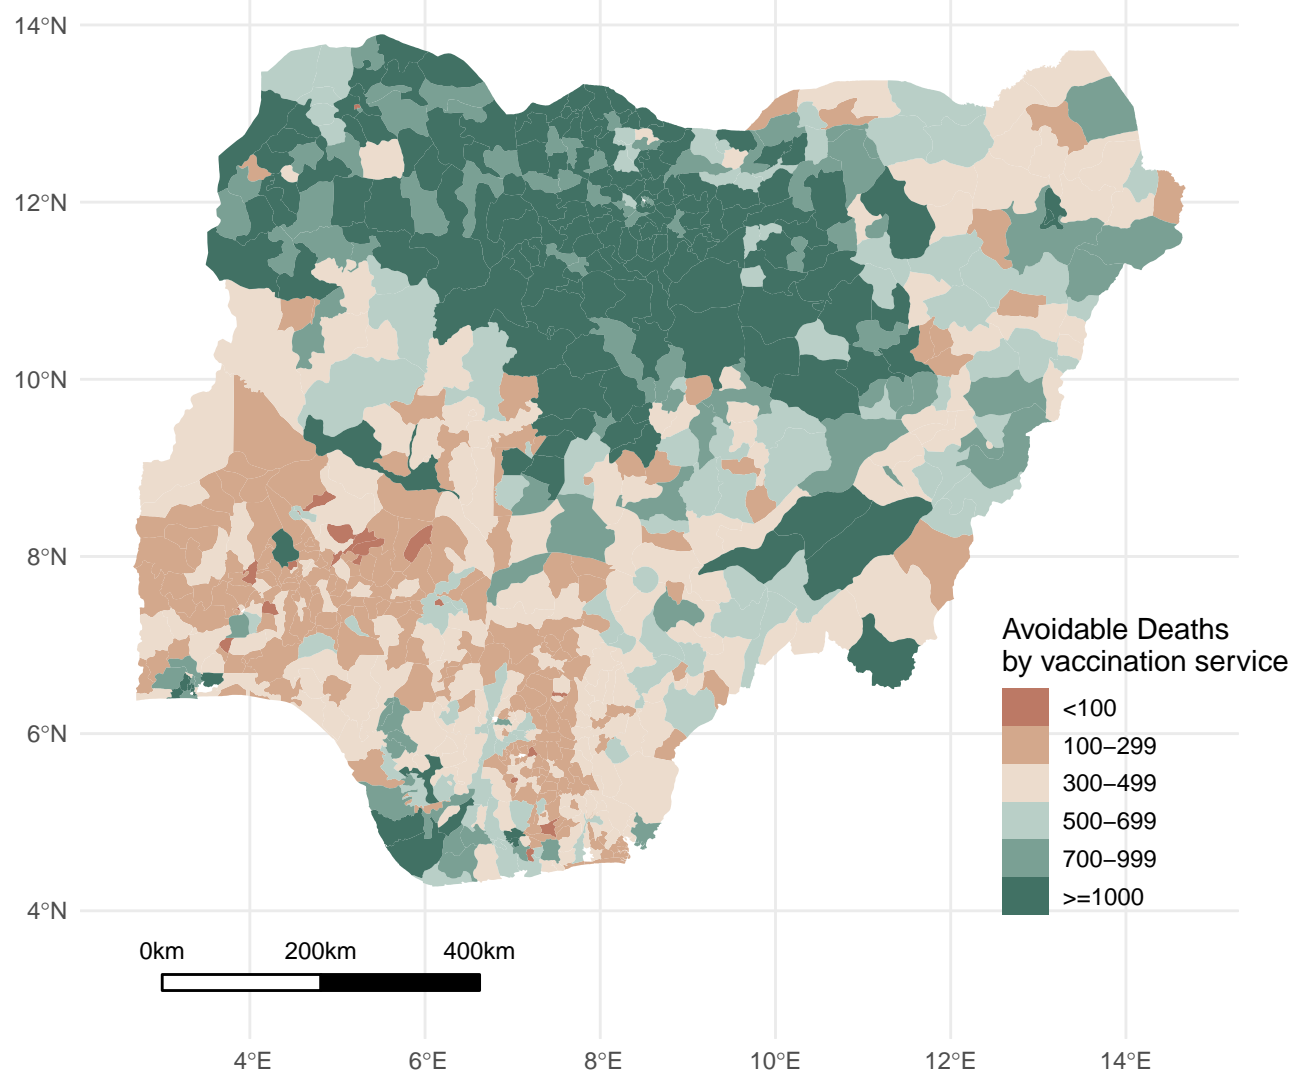 14°N
12°N
10°N
8°N
6°N
4°N
Avoidable Deaths
by vaccination service
<100
100−299
300−499
500−699
700−999
>=1000
0km 200km 400km
4°E 6°E 8°E 10°E 12°E 14°E